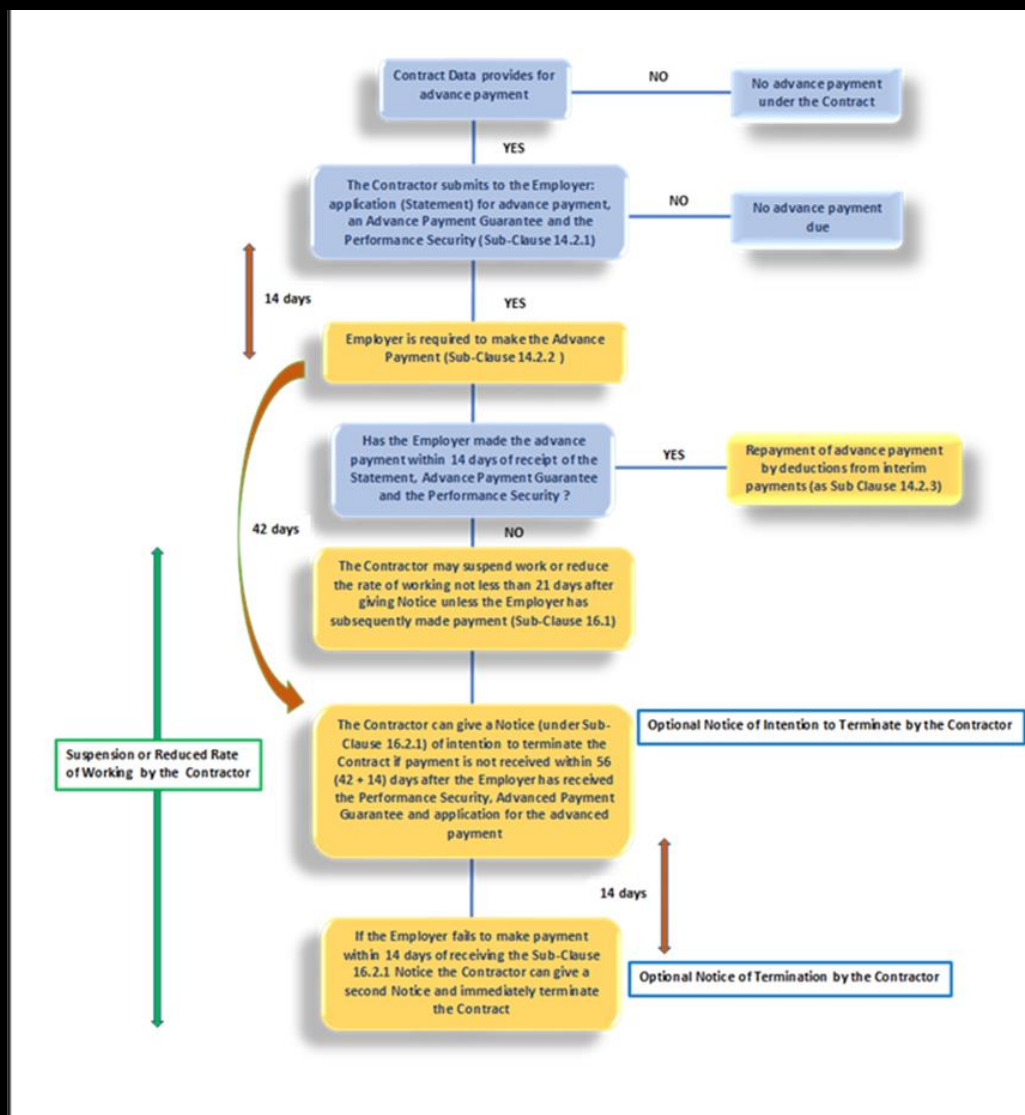 Contract Data provides for
advance payment
NO
No advance payment
under the Contract
YES
The Contractor submits to the Employer:
application (Statement) for advance payment,
an Advance Payment Guarantee and the
Performance Security (Sub-Clause 14.2.1)
NO
No advance payment
due
14 days
YES
Employer is required to make the Advance
Payment (Sub-Clause 14.2.2 )
Has the Employer made the advance
payment within 14 days of receipt of the
Statement, Advance Payment Guarantee
and the Performance Security ?
YES
Repayment of advance payment
by deductions from interim
payments (as Sub Clause 14.2.3)
42 days
NO
The Contractor may suspend work or reduce
the rate of working not less than 21 days after
giving Notice unless the Employer has
subsequently made payment (Sub-Clause 16.1)
The Contractor can give a Notice (under Sub-
Clause 16.2.1) of intention to terminate the
Contract if payment is not received within 56
(42 + 14) days after the Employer has received
the Performance Security, Advanced Payment
Guarantee and application for the advanced
payment
Optional Notice of Intention to Terminate by the Contractor
Suspension or Reduced Rate
of Working by the Contractor
14 days
If the Employer fails to make payment
within 14 days of receiving the Sub-Clause
16.2.1 Notice the Contractor can give a
second Notice and immediately terminate
the Contract
Optional Notice of Termination by the Contractor